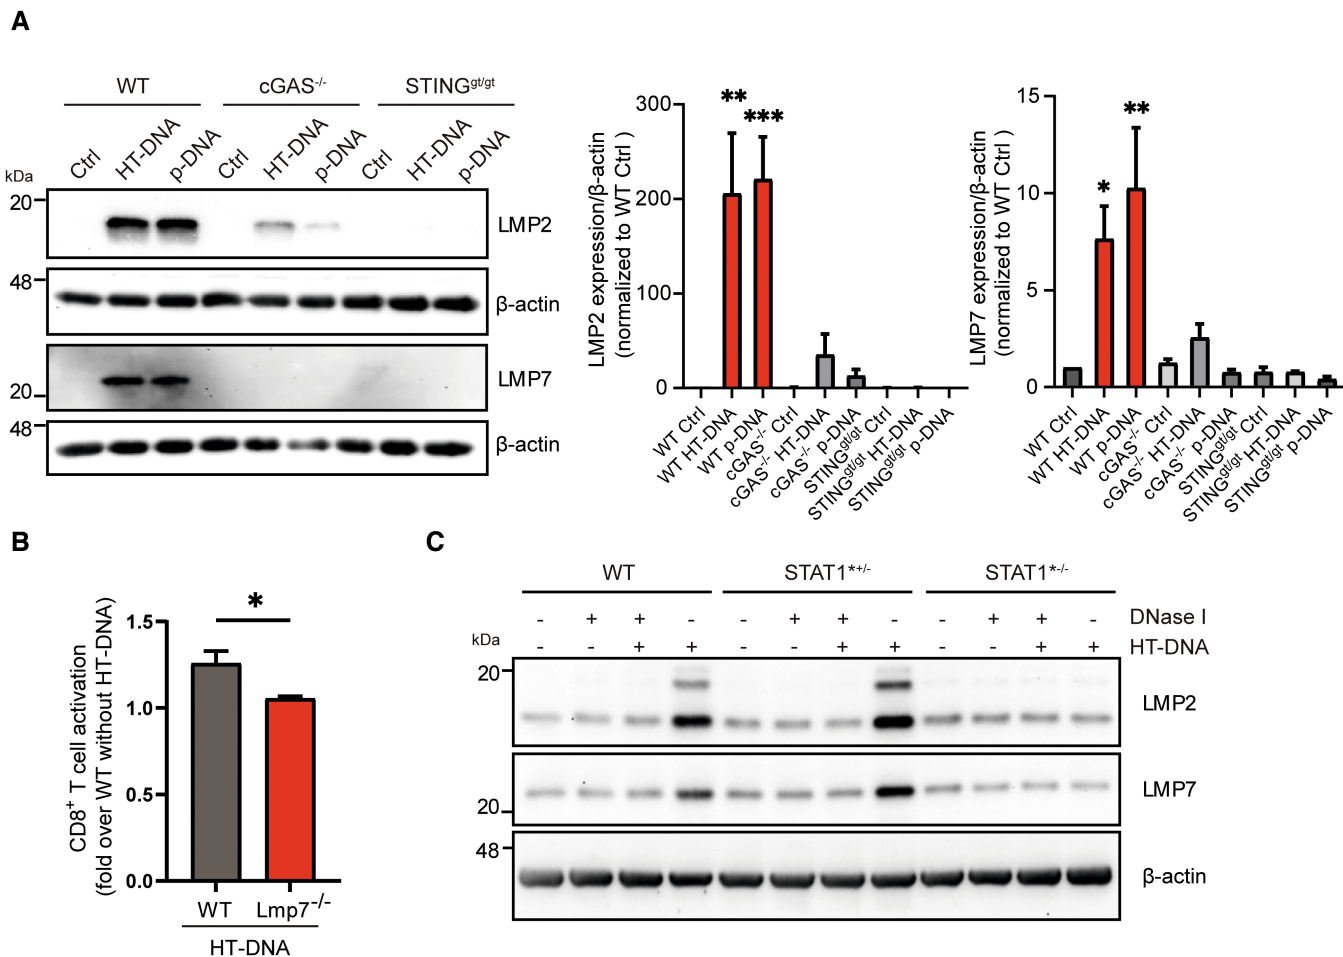 A
WT cGAS-/- STINGgt/gt
Ctrl HT-DNA p-DNA Ctrl HT-DNA p-DNA Ctrl HT-DNA p-DNA
kDa
20
LMP2
48
β-actin
LMP7
20
48
β-actin
LMP2 expression/β-actin
(normalized to WT Ctrl )
300
200
100
0
** ***
WT Ctrl
WT HT-DNA
WT p-DNA
cGAS-/- Ctrl
cGAS-/- HT-DNA
cGAS-/- p-DNA
STINGgt/gt Ctrl
STINGgt/gt HT-DNA
STINGgt/gt p-DNA
LMP7 expression/β-actin
(normalized to WT Ctrl )
15
10
5
0
* **
WT Ctrl
WT HT-DNA
WT p-DNA
cGAS-/- Ctrl
cGAS-/- HT-DNA
cGAS-/- p-DNA
STINGgt/gt Ctrl
STINGgt/gt HT-DNA
STINGgt/gt p-DNA
B
CD8+ T cell activation
(fold over WT without HT-DNA)
1.5
1.0
0.5
0.0
*
WT Lmp7-/-
HT-DNA
C
WT STAT1*+/- STAT1*-/-
- + + - - + + - - + + - DNase I
- - + + - - + + - - + + HT-DNA
kDa
20
LMP2
LMP7
20
48
β-actin